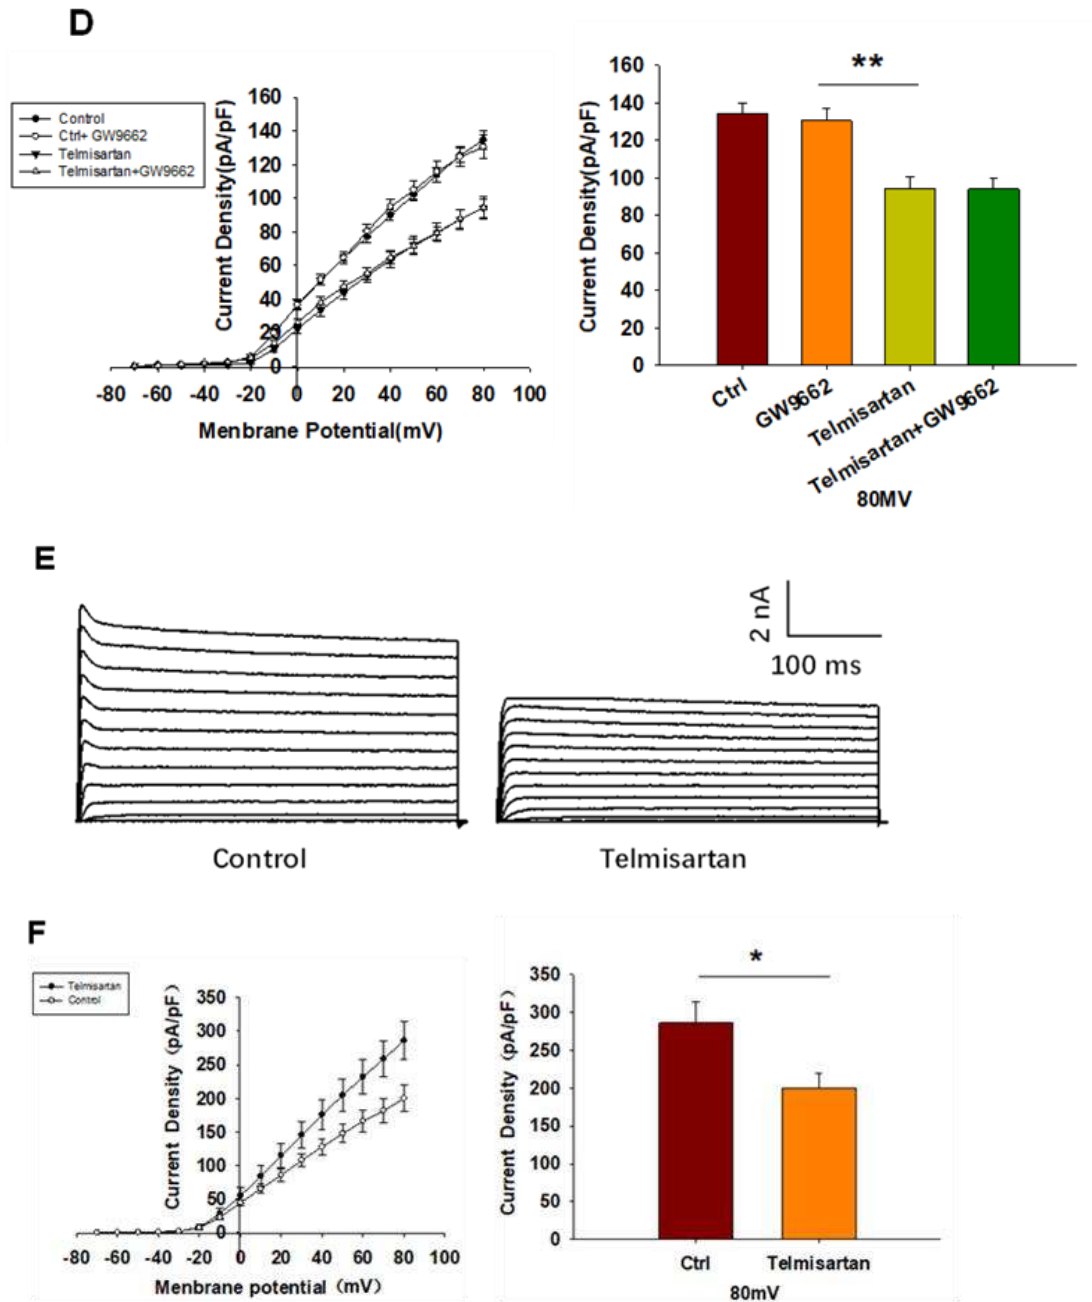 D
Control
Ctrl+ GW9662
Telmisartan
Telmisartan+GW9662
Current Density(pA/pF)
160
140
120
100
80
60
40
20
0
-80 -60 -40 -20 0 20 40 60 80 100
Menbrane Potential(mV)
**
Current Density(pA/pF)
160
140
120
100
80
60
40
20
0
Ctrl
GW9662
Telmisartan
Telmisartan+GW9662
80MV
E
2 nA
100 ms
Control
Telmisartan
F
Telmisartan
Control
Current Density (pA/pF)
350
300
250
200
150
100
50
0
-80 -60 -40 -20 0 20 40 60 80 100
Menbrane potential (mV)
*
Current Density (pA/pF)
350
300
250
200
150
100
50
0
Ctrl Telmisartan
80mV